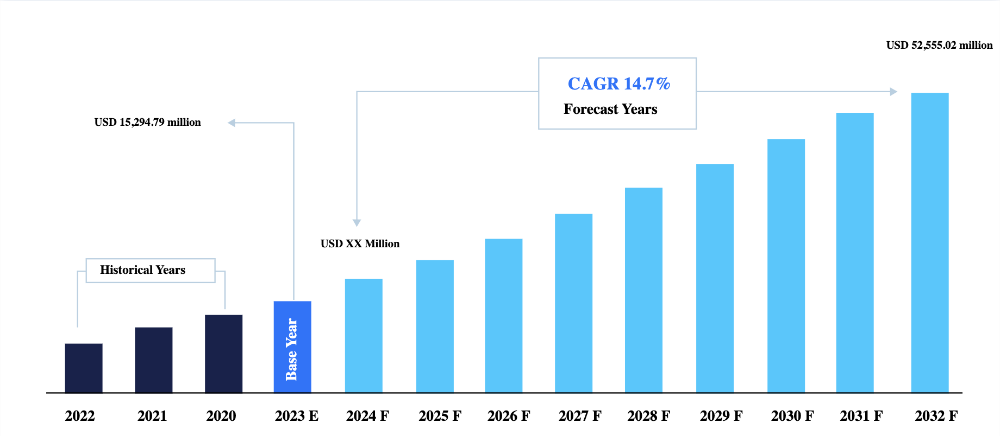 USD 52,555.02 million
CAGR 14.7%
Forecast Years
USD 15,294.79 million
USD XX Million
Historical Years
Base Year
2022 2021 2020 2023 E 2024 F 2025 F 2026 F 2027 F 2028 F 2029 F 2030 F 2031 F 2032 F